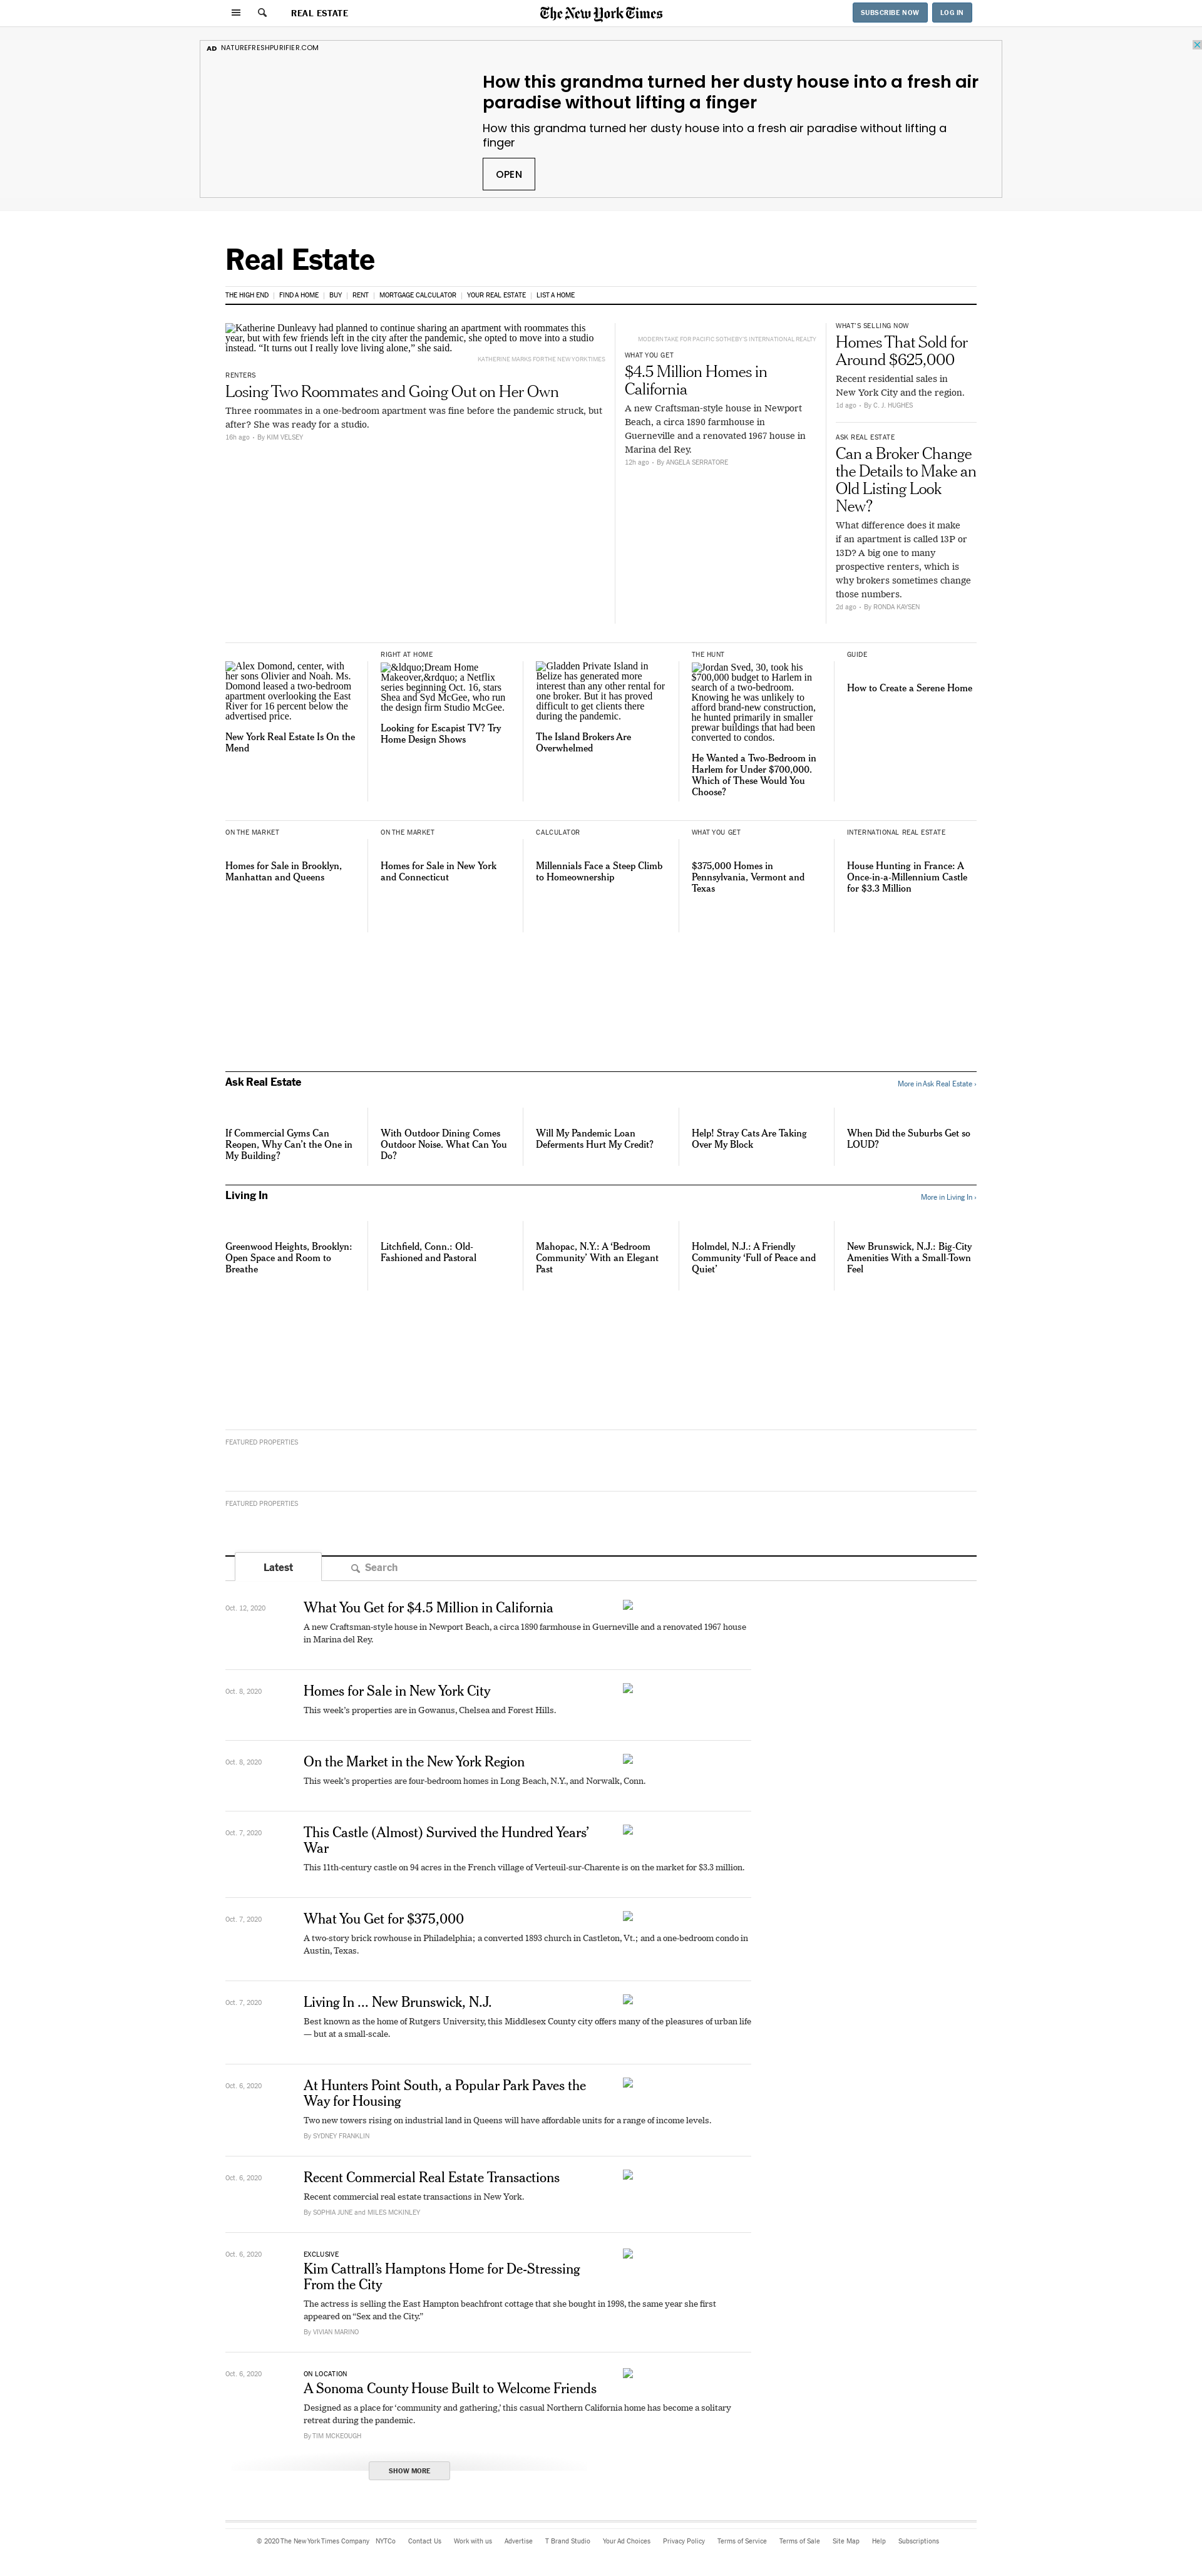 REAL ESTATE
The New York Times
SUBSCRIBE NOW
LOG IN
AD NATUREFRESHPURIFIER.COM
How this grandma turned her dusty house into a fresh air
paradise without lifting a finger
How this grandma turned her dusty house into a fresh air paradise without lifting a
finger
OPEN
Real Estate
THE HIGH END | FIND A HOME | BUY | RENT | MORTGAGE CALCULATOR | YOUR REAL ESTATE | LIST A HOME
Katherine Dunleavy had planned to continue sharing an apartment with roommates this
year, but with few friends left in the city after the pandemic, she opted to move into a studio
instead. “It turns out I really love living alone,” she said.
KATHERINE MARKS FOR THE NEW YORK TIMES
RENTERS
Losing Two Roommates and Going Out on Her Own
Three roommates in a one-bedroom apartment was fine before the pandemic struck, but
after? She was ready for a studio.
16h ago • By KIM VELSEY
MODERN TAKE FOR PACIFIC SOTHEBY'S INTERNATIONAL REALTY
WHAT YOU GET
$4.5 Million Homes in
California
A new Craftsman-style house in Newport
Beach, a circa 1890 farmhouse in
Guerneville and a renovated 1967 house in
Marina del Rey.
12h ago • By ANGELA SERRATORE
WHAT'S SELLING NOW
Homes That Sold for
Around $625,000
Recent residential sales in
New York City and the region.
1d ago • By C. J. HUGHES
ASK REAL ESTATE
Can a Broker Change
the Details to Make an
Old Listing Look
New?
What difference does it make
if an apartment is called 13P or
13D? A big one to many
prospective renters, which is
why brokers sometimes change
those numbers.
2d ago • By RONDA KAYSEN
Alex Domond, center, with
her sons Olivier and Noah. Ms.
Domond leased a two-bedroom
apartment overlooking the East
River for 16 percent below the
advertised price.
New York Real Estate Is On the
Mend
RIGHT AT HOME
&ldquo;Dream Home
Makeover,&rdquo; a Netflix
series beginning Oct. 16, stars
Shea and Syd McGee, who run
the design firm Studio McGee.
Looking for Escapist TV? Try
Home Design Shows
Gladden Private Island in
Belize has generated more
interest than any other rental for
one broker. But it has proved
difficult to get clients there
during the pandemic.
The Island Brokers Are
Overwhelmed
THE HUNT
Jordan Sved, 30, took his
$700,000 budget to Harlem in
search of a two-bedroom.
Knowing he was unlikely to
afford brand-new construction,
he hunted primarily in smaller
prewar buildings that had been
converted to condos.
He Wanted a Two-Bedroom in
Harlem for Under $700,000.
Which of These Would You
Choose?
GUIDE
How to Create a Serene Home
ON THE MARKET
Homes for Sale in Brooklyn,
Manhattan and Queens
ON THE MARKET
Homes for Sale in New York
and Connecticut
CALCULATOR
Millennials Face a Steep Climb
to Homeownership
WHAT YOU GET
$375,000 Homes in
Pennsylvania, Vermont and
Texas
INTERNATIONAL REAL ESTATE
House Hunting in France: A
Once-in-a-Millennium Castle
for $3.3 Million
Ask Real Estate
More in Ask Real Estate ›
If Commercial Gyms Can
Reopen, Why Can’t the One in
My Building?
With Outdoor Dining Comes
Outdoor Noise. What Can You
Do?
Will My Pandemic Loan
Deferments Hurt My Credit?
Help! Stray Cats Are Taking
Over My Block
When Did the Suburbs Get so
LOUD?
Living In
More in Living In ›
Greenwood Heights, Brooklyn:
Open Space and Room to
Breathe
Litchfield, Conn.: Old-
Fashioned and Pastoral
Mahopac, N.Y.: A ‘Bedroom
Community’ With an Elegant
Past
Holmdel, N.J.: A Friendly
Community ‘Full of Peace and
Quiet’
New Brunswick, N.J.: Big-City
Amenities With a Small-Town
Feel
FEATURED PROPERTIES
FEATURED PROPERTIES
Latest
Search
Oct. 12, 2020
What You Get for $4.5 Million in California
A new Craftsman-style house in Newport Beach, a circa 1890 farmhouse in Guerneville and a renovated 1967 house
in Marina del Rey.
Oct. 8, 2020
Homes for Sale in New York City
This week’s properties are in Gowanus, Chelsea and Forest Hills.
Oct. 8, 2020
On the Market in the New York Region
This week’s properties are four-bedroom homes in Long Beach, N.Y., and Norwalk, Conn.
Oct. 7, 2020
This Castle (Almost) Survived the Hundred Years’
War
This 11th-century castle on 94 acres in the French village of Verteuil-sur-Charente is on the market for $3.3 million.
Oct. 7, 2020
What You Get for $375,000
A two-story brick rowhouse in Philadelphia; a converted 1893 church in Castleton, Vt.; and a one-bedroom condo in
Austin, Texas.
Oct. 7, 2020
Living In ... New Brunswick, N.J.
Best known as the home of Rutgers University, this Middlesex County city offers many of the pleasures of urban life
— but at a small-scale.
Oct. 6, 2020
At Hunters Point South, a Popular Park Paves the
Way for Housing
Two new towers rising on industrial land in Queens will have affordable units for a range of income levels.
By SYDNEY FRANKLIN
Oct. 6, 2020
Recent Commercial Real Estate Transactions
Recent commercial real estate transactions in New York.
By SOPHIA JUNE and MILES MCKINLEY
Oct. 6, 2020
EXCLUSIVE
Kim Cattrall’s Hamptons Home for De-Stressing
From the City
The actress is selling the East Hampton beachfront cottage that she bought in 1998, the same year she first
appeared on “Sex and the City.”
By VIVIAN MARINO
Oct. 6, 2020
ON LOCATION
A Sonoma County House Built to Welcome Friends
Designed as a place for ‘community and gathering,’ this casual Northern California home has become a solitary
retreat during the pandemic.
By TIM MCKEOUGH
SHOW MORE
© 2020 The New York Times Company NYTCo Contact Us Work with us Advertise T Brand Studio Your Ad Choices Privacy Policy Terms of Service Terms of Sale Site Map Help Subscriptions